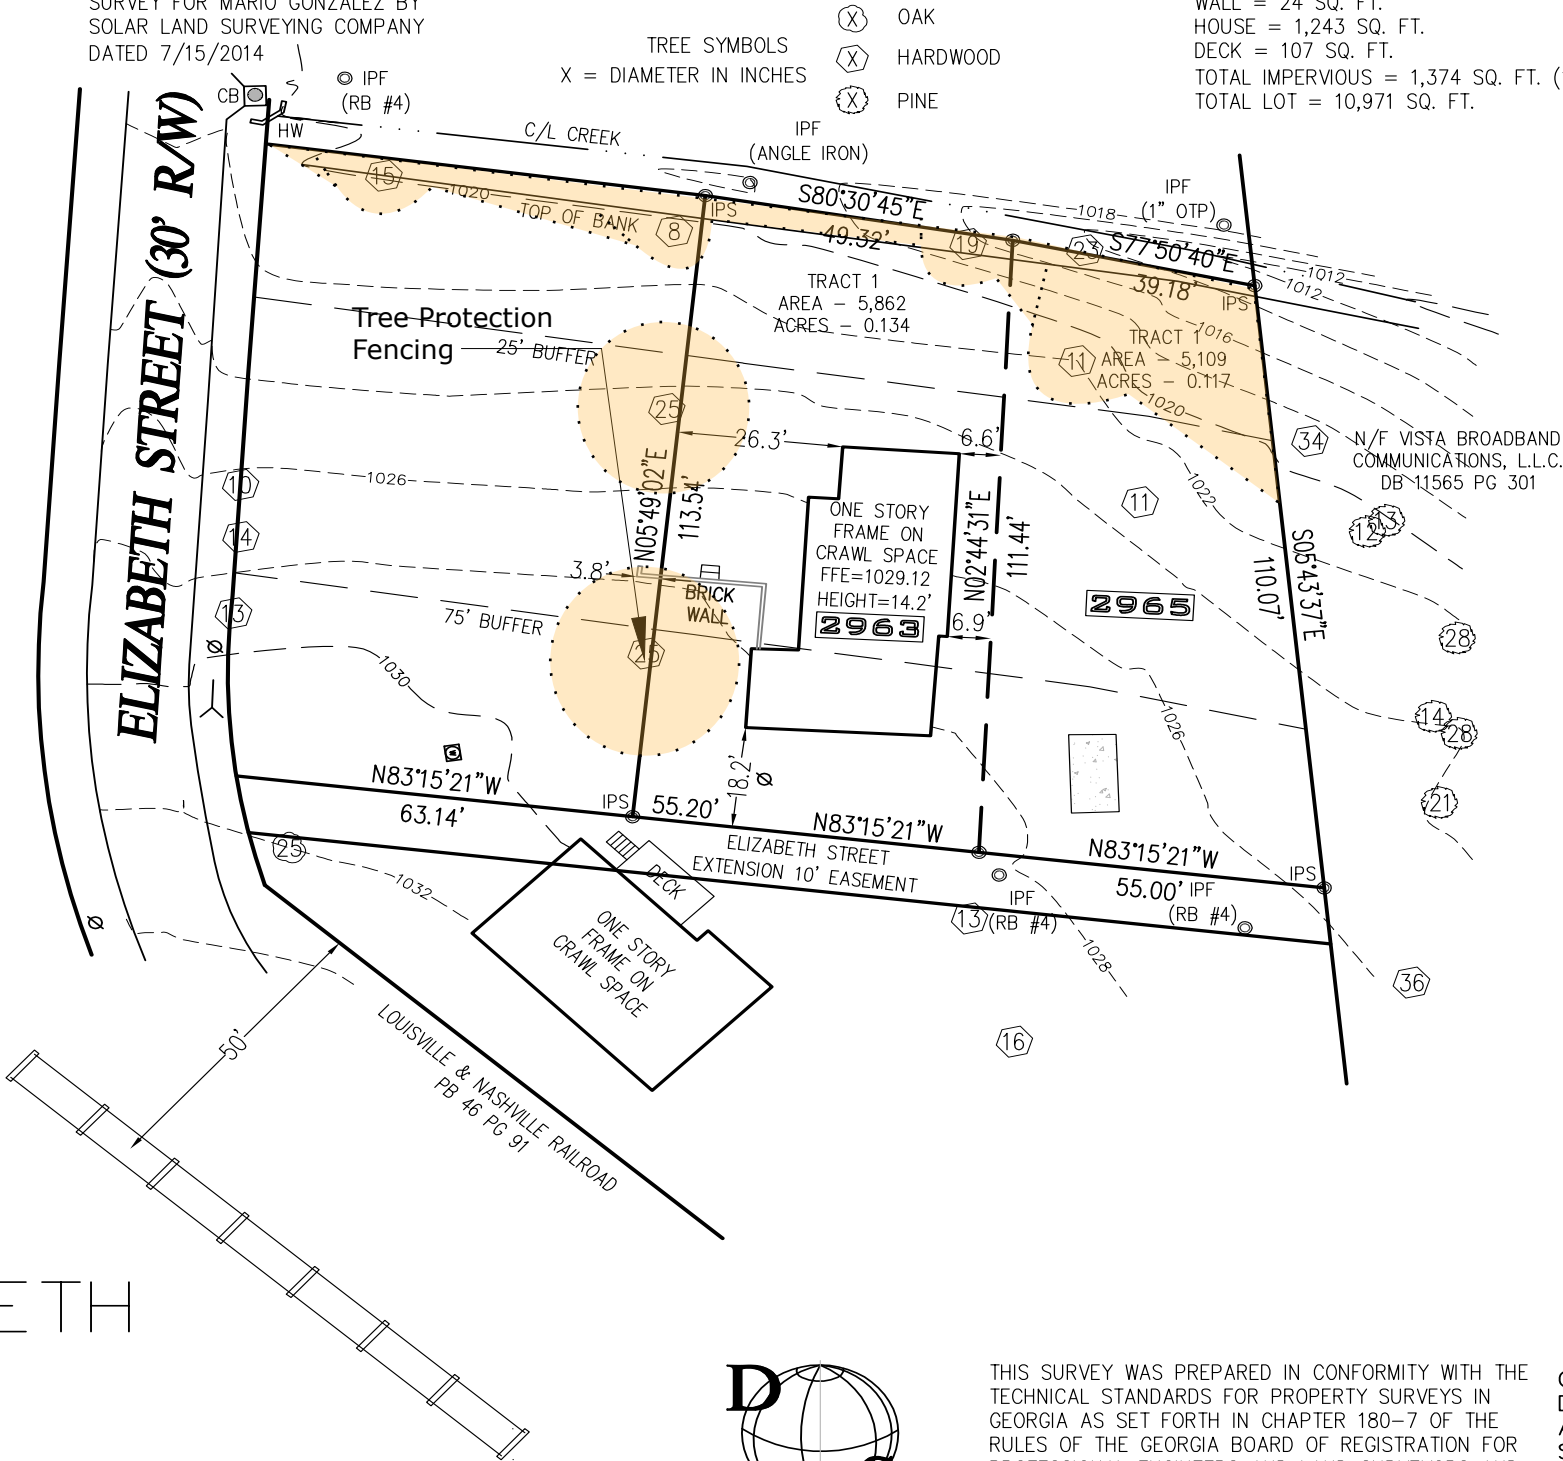 SURVEY FOR MARIO GONZALEZ BY
SOLAR LAND SURVEYING COMPANY
DATED 7/15/2014
TREE SYMBOLS
X = DIAMETER IN INCHES
X OAK
X HARDWOOD
X PINE
WALL = 24 SQ. FT.
HOUSE = 1,243 SQ. FT.
DECK = 107 SQ. FT.
TOTAL IMPERVIOUS = 1,374 SQ. FT. (
TOTAL LOT = 10,971 SQ. FT.
CB
S
IPF
(RB #4)
HW
C/L CREEK
IPF
(ANGLE IRON)
IPF
(1" OTP)
15
1020
TOP OF BANK
8
IPS
S80°30'45"E
49.32'
19
1018
23
S77°50'40"E
39.18'
IPS
1012
1012
1016
ELIZABETH STREET (30' R/W)
Tree Protection
Fencing
25' BUFFER
TRACT 1
AREA - 5,862
ACRES - 0.134
TRACT 1
AREA - 5,109
ACRES - 0.117
11
1020
25
26.3'
6.6'
34
N/F VISTA BROADBAND
COMMUNICATIONS, L.L.C.
DB 11565 PG 301
10
1026
14
13
N05°49'02"E
113.54'
ONE STORY
FRAME ON
CRAWL SPACE
FFE=1029.12
HEIGHT=14.2'
2963
N02°44'31"E
111.44'
11
1022
12
13
S05°43'37"E
110.07'
3.8'
BRICK
WALL
75' BUFFER
6.9'
2965
28
25
1030
1026
14
28
21
N83°15'21"W
63.14'
IPS
55.20'
18.2'
N83°15'21"W
ELIZABETH STREET
EXTENSION 10' EASEMENT
N83°15'21"W
55.00'
IPS
IPF
(RB #4)
IPF
(RB #4)
13
25
1032
DECK
ONE STORY
FRAME ON
CRAWL SPACE
1028
36
16
50'
LOUISVILLE & NASHVILLE RAILROAD
PB 46 PG 91
ETH
D
THIS SURVEY WAS PREPARED IN CONFORMITY WITH THE
TECHNICAL STANDARDS FOR PROPERTY SURVEYS IN
GEORGIA AS SET FORTH IN CHAPTER 180-7 OF THE
RULES OF THE GEORGIA BOARD OF REGISTRATION FOR